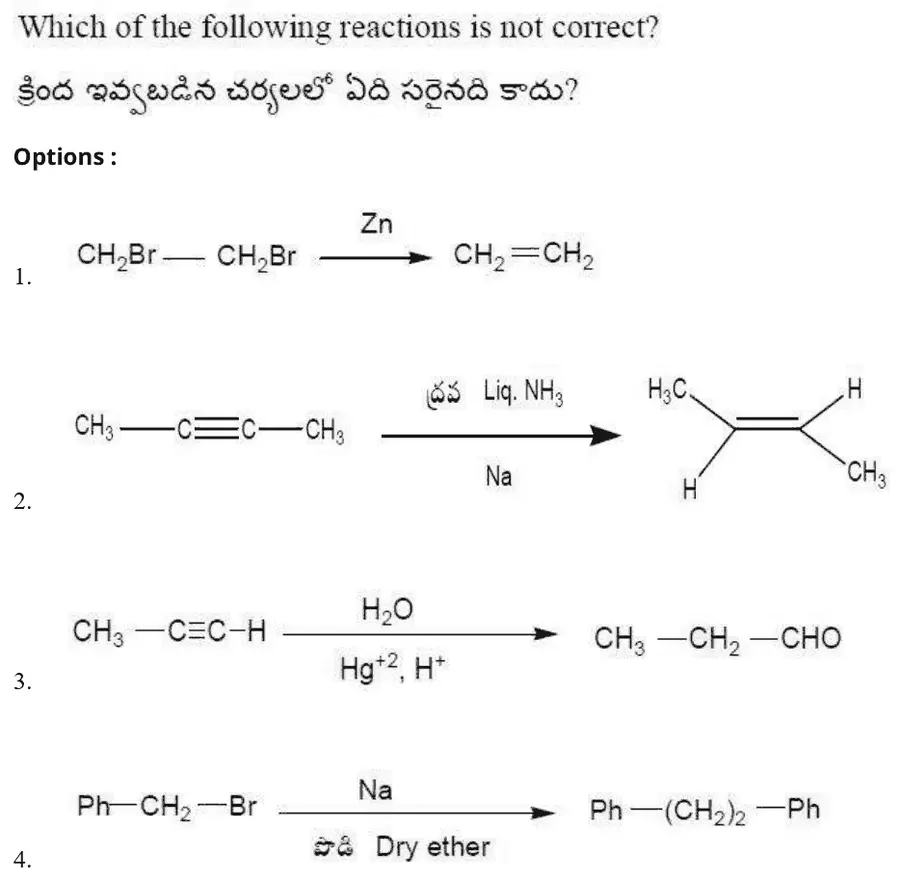 Which of the following reactions is not correct?
క్రింద ఇవ్వబడిన చర్యలలో ఏది సరైనది కాదు?
Options :
1. CH₂Br — CH₂Br Zn CH₂=CH₂
2. CH₃—C≡C—CH₃ ద్రవ Liq. NH₃ Na H₃C H H CH₃
3. CH₃ —C≡C–H H₂O Hg⁺², H⁺ CH₃ —CH₂ —CHO
4. Ph—CH₂—Br Na పొడి Dry ether Ph —(CH₂)₂ —Ph